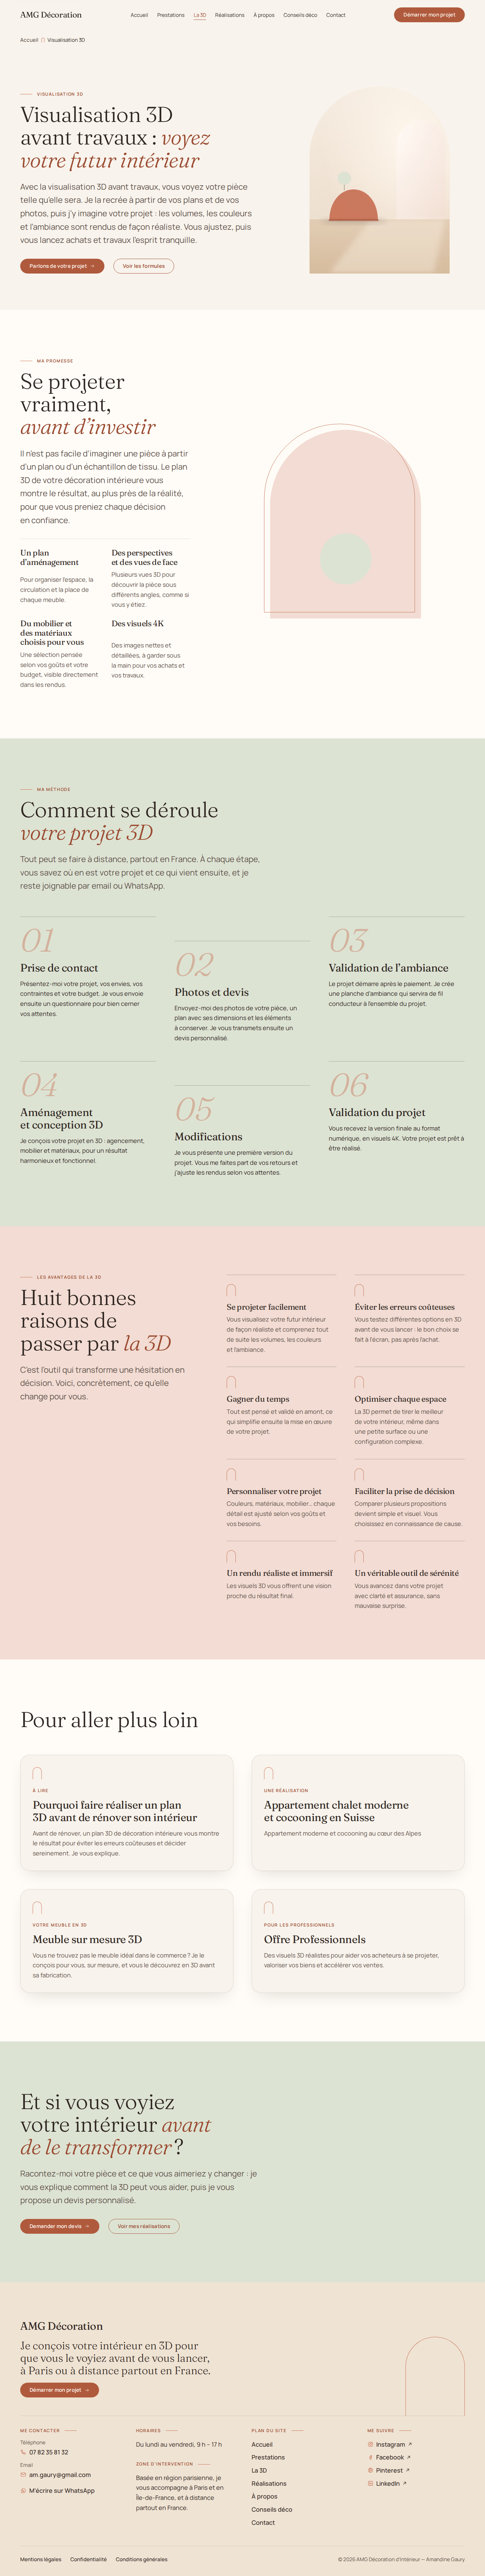 AMG Décoration
Accueil Prestations La 3D Réalisations À propos Conseils déco Contact
Démarrer mon projet
Accueil Visualisation 3D
VISUALISATION 3D
Visualisation 3D
avant travaux : voyez
votre futur intérieur
Avec la visualisation 3D avant travaux, vous voyez votre pièce
telle qu'elle sera. Je la recrée à partir de vos plans et de vos
photos, puis j'y imagine votre projet : les volumes, les couleurs
et l'ambiance sont rendus de façon réaliste. Vous ajustez, puis
vous lancez achats et travaux l'esprit tranquille.
Parlons de votre projet →
Voir les formules
MA PROMESSE
Se projeter
vraiment,
avant d'investir
Il n'est pas facile d'imaginer une pièce à partir
d'un plan ou d'un échantillon de tissu. Le plan
3D de votre décoration intérieure vous
montre le résultat, au plus près de la réalité,
pour que vous preniez chaque décision
en confiance.
Un plan
d'aménagement
Pour organiser l'espace, la
circulation et la place de
chaque meuble.
Des perspectives
et des vues de face
Plusieurs vues 3D pour
découvrir la pièce sous
différents angles, comme si
vous y étiez.
Du mobilier et
des matériaux
choisis pour vous
Une sélection pensée
selon vos goûts et votre
budget, visible directement
dans les rendus.
Des visuels 4K
Des images nettes et
détaillées, à garder sous
la main pour vos achats et
vos travaux.
MA MÉTHODE
Comment se déroule
votre projet 3D
Tout peut se faire à distance, partout en France. À chaque étape,
vous savez où en est votre projet et ce qui vient ensuite, et je
reste joignable par email ou WhatsApp.
01
Prise de contact
Présentez-moi votre projet, vos envies, vos
contraintes et votre budget. Je vous envoie
ensuite un questionnaire pour bien cerner
vos attentes.
02
Photos et devis
Envoyez-moi des photos de votre pièce, un
plan avec ses dimensions et les éléments
à conserver. Je vous transmets ensuite un
devis personnalisé.
03
Validation de l'ambiance
Le projet démarre après le paiement. Je crée
une planche d'ambiance qui servira de fil
conducteur à l'ensemble du projet.
04
Aménagement
et conception 3D
Je conçois votre projet en 3D : agencement,
mobilier et matériaux, pour un résultat
harmonieux et fonctionnel.
05
Modifications
Je vous présente une première version du
projet. Vous me faites part de vos retours et
j'ajuste les rendus selon vos attentes.
06
Validation du projet
Vous recevez la version finale au format
numérique, en visuels 4K. Votre projet est prêt à
être réalisé.
LES AVANTAGES DE LA 3D
Huit bonnes
raisons de
passer par la 3D
C'est l'outil qui transforme une hésitation en
décision. Voici, concrètement, ce qu'elle
change pour vous.
Se projeter facilement
Vous visualisez votre futur intérieur
de façon réaliste et comprenez tout
de suite les volumes, les couleurs
et l'ambiance.
Éviter les erreurs coûteuses
Vous testez différentes options en 3D
avant de vous lancer : le bon choix se
fait à l'écran, pas après l'achat.
Gagner du temps
Tout est pensé et validé en amont, ce
qui simplifie ensuite la mise en œuvre
de votre projet.
Optimiser chaque espace
La 3D permet de tirer le meilleur
de votre intérieur, même dans
une petite surface ou une
configuration complexe.
Personnaliser votre projet
Couleurs, matériaux, mobilier… chaque
détail est ajusté selon vos goûts et
vos besoins.
Faciliter la prise de décision
Comparer plusieurs propositions
devient simple et visuel. Vous
choisissez en connaissance de cause.
Un rendu réaliste et immersif
Les visuels 3D vous offrent une vision
proche du résultat final.
Un véritable outil de sérénité
Vous avancez dans votre projet
avec clarté et assurance, sans
mauvaise surprise.
Pour aller plus loin
À LIRE
Pourquoi faire réaliser un plan
3D avant de rénover son intérieur
Avant de rénover, un plan 3D de décoration intérieure vous montre
le résultat pour éviter les erreurs coûteuses et décider
sereinement. Je vous explique.
UNE RÉALISATION
Appartement chalet moderne
et cocooning en Suisse
Appartement moderne et cocooning au cœur des Alpes
VOTRE MEUBLE EN 3D
Meuble sur mesure 3D
Vous ne trouvez pas le meuble idéal dans le commerce ? Je le
conçois pour vous, sur mesure, et vous le découvrez en 3D avant
sa fabrication.
POUR LES PROFESSIONNELS
Offre Professionnels
Des visuels 3D réalistes pour aider vos acheteurs à se projeter,
valoriser vos biens et accélérer vos ventes.
Et si vous voyiez
votre intérieur avant
de le transformer ?
Racontez-moi votre pièce et ce que vous aimeriez y changer : je
vous explique comment la 3D peut vous aider, puis je vous
propose un devis personnalisé.
Demander mon devis →
Voir mes réalisations
AMG Décoration
Je conçois votre intérieur en 3D pour
que vous le voyiez avant de vous lancer,
à Paris ou à distance partout en France.
Démarrer mon projet →
ME CONTACTER
Téléphone
07 82 35 81 32
Email
am.gaury@gmail.com
M'écrire sur WhatsApp
HORAIRES
Du lundi au vendredi, 9 h – 17 h
ZONE D'INTERVENTION
Basée en région parisienne, je
vous accompagne à Paris et en
Île-de-France, et à distance
partout en France.
PLAN DU SITE
Accueil
Prestations
La 3D
Réalisations
À propos
Conseils déco
Contact
ME SUIVRE
Instagram ↗
Facebook ↗
Pinterest ↗
LinkedIn ↗
Mentions légales Confidentialité Conditions générales
© 2026 AMG Décoration d'Intérieur — Amandine Gaury